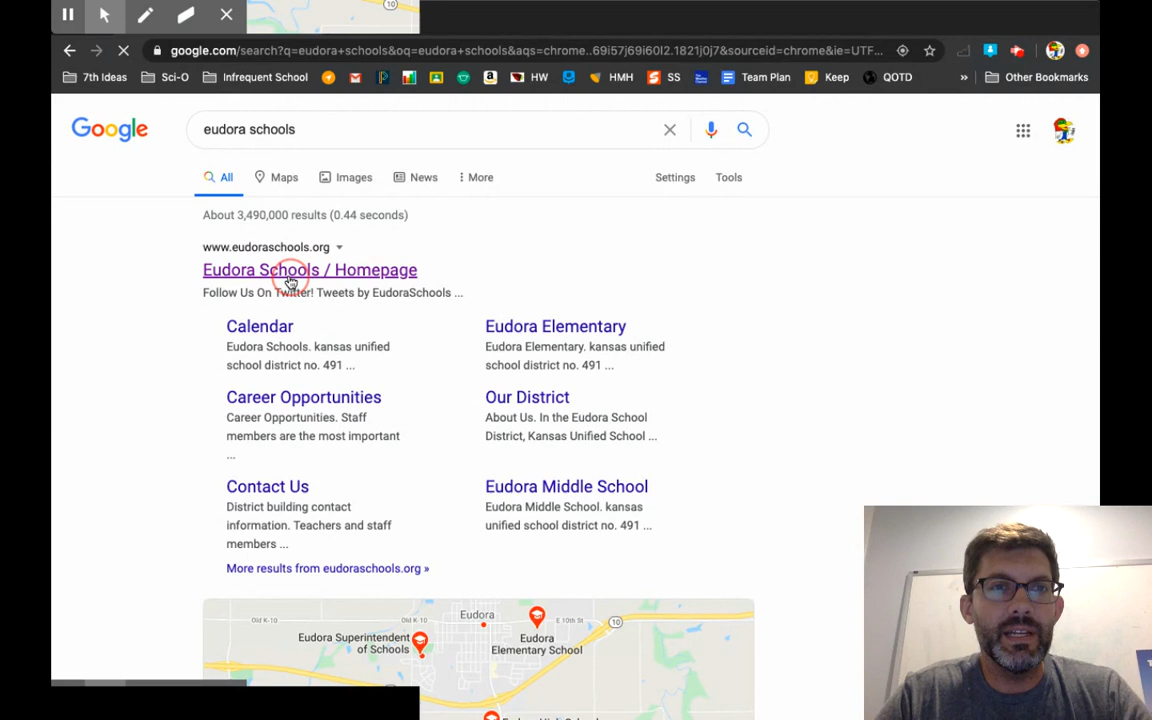 10
google.com/search?q=eudora+schools&oq=eudora+schools&aqs=chrome..69i57j69i60l2.1821j0j7&sourceid=chrome&ie=UTF...
7th Ideas Sci-O Infrequent School HW HMH SS Team Plan Keep QOTD » Other Bookmarks
Google eudora schools
All Maps Images News More Settings Tools
About 3,490,000 results (0.44 seconds)
www.eudoraschools.org
Eudora Schools / Homepage
Follow Us On Twitter! Tweets by EudoraSchools ...
Calendar
Eudora Schools. kansas unified
school district no. 491 ...
Eudora Elementary
Eudora Elementary. kansas unified
school district no. 491 ...
Career Opportunities
Career Opportunities. Staff
members are the most important
...
Our District
About Us. In the Eudora School
District, Kansas Unified School ...
Contact Us
District building contact
information. Teachers and staff
members ...
Eudora Middle School
Eudora Middle School. kansas
unified school district no. 491 ...
More results from eudoraschools.org »
Old K-10 Old K-10 Eudora E 10th St 10
Eudora Superintendent
of Schools
Eudora
Elementary School